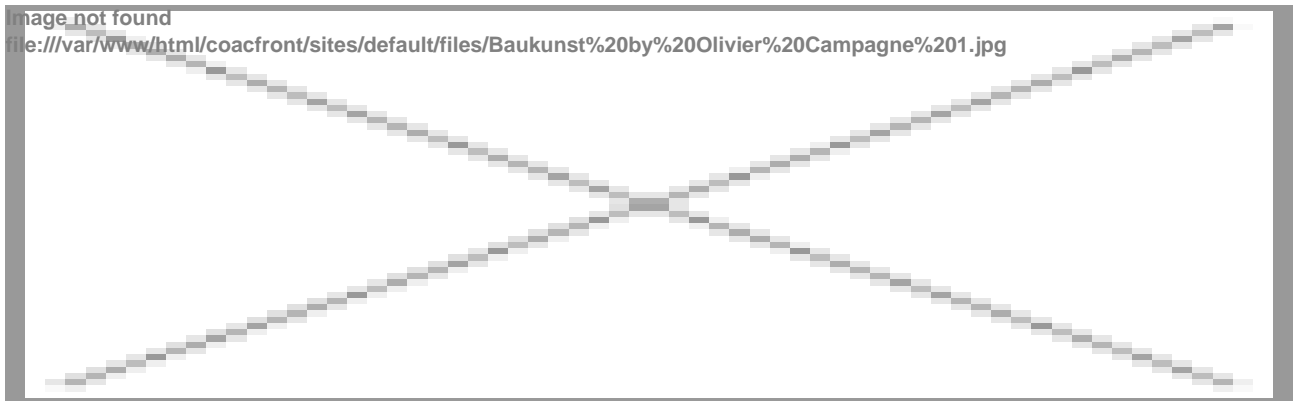 Image not found
file:///var/www/html/coacfront/sites/default/files/Baukunst%20by%20Olivier%20Campagne%201.jpg